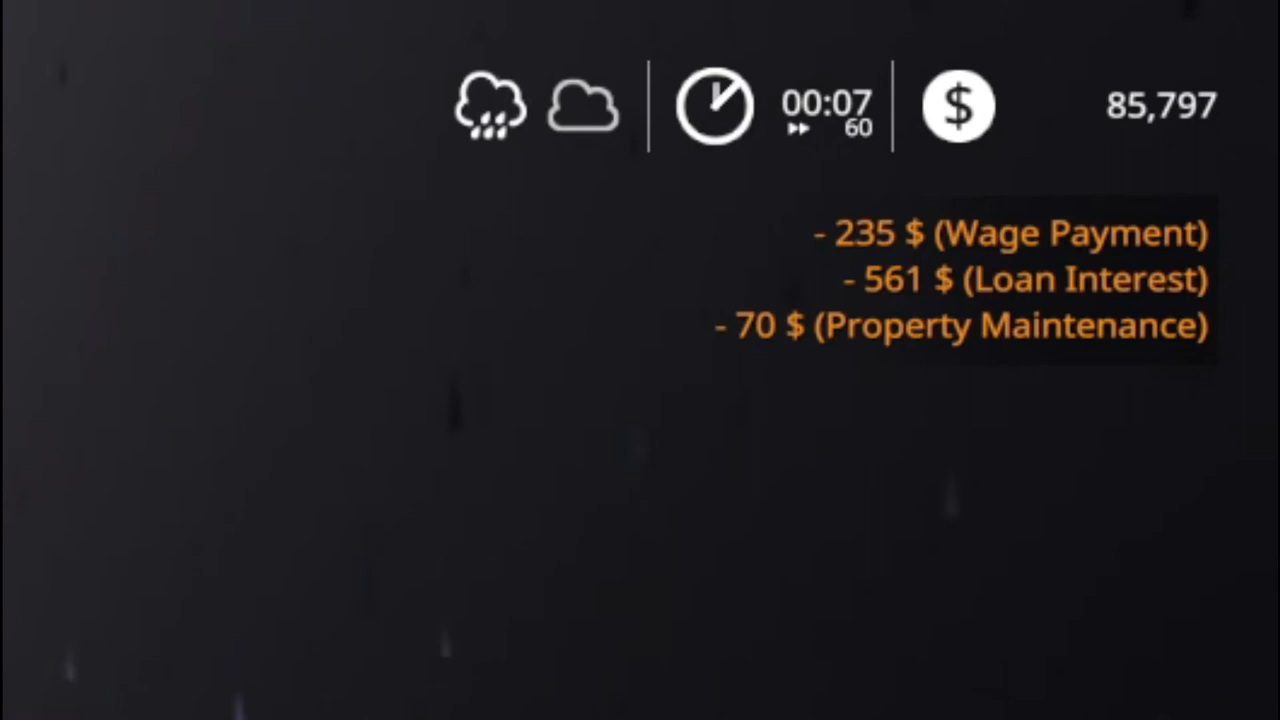 00:07
60
$
85,797
- 235 $ (Wage Payment)
- 561 $ (Loan Interest)
- 70 $ (Property Maintenance)